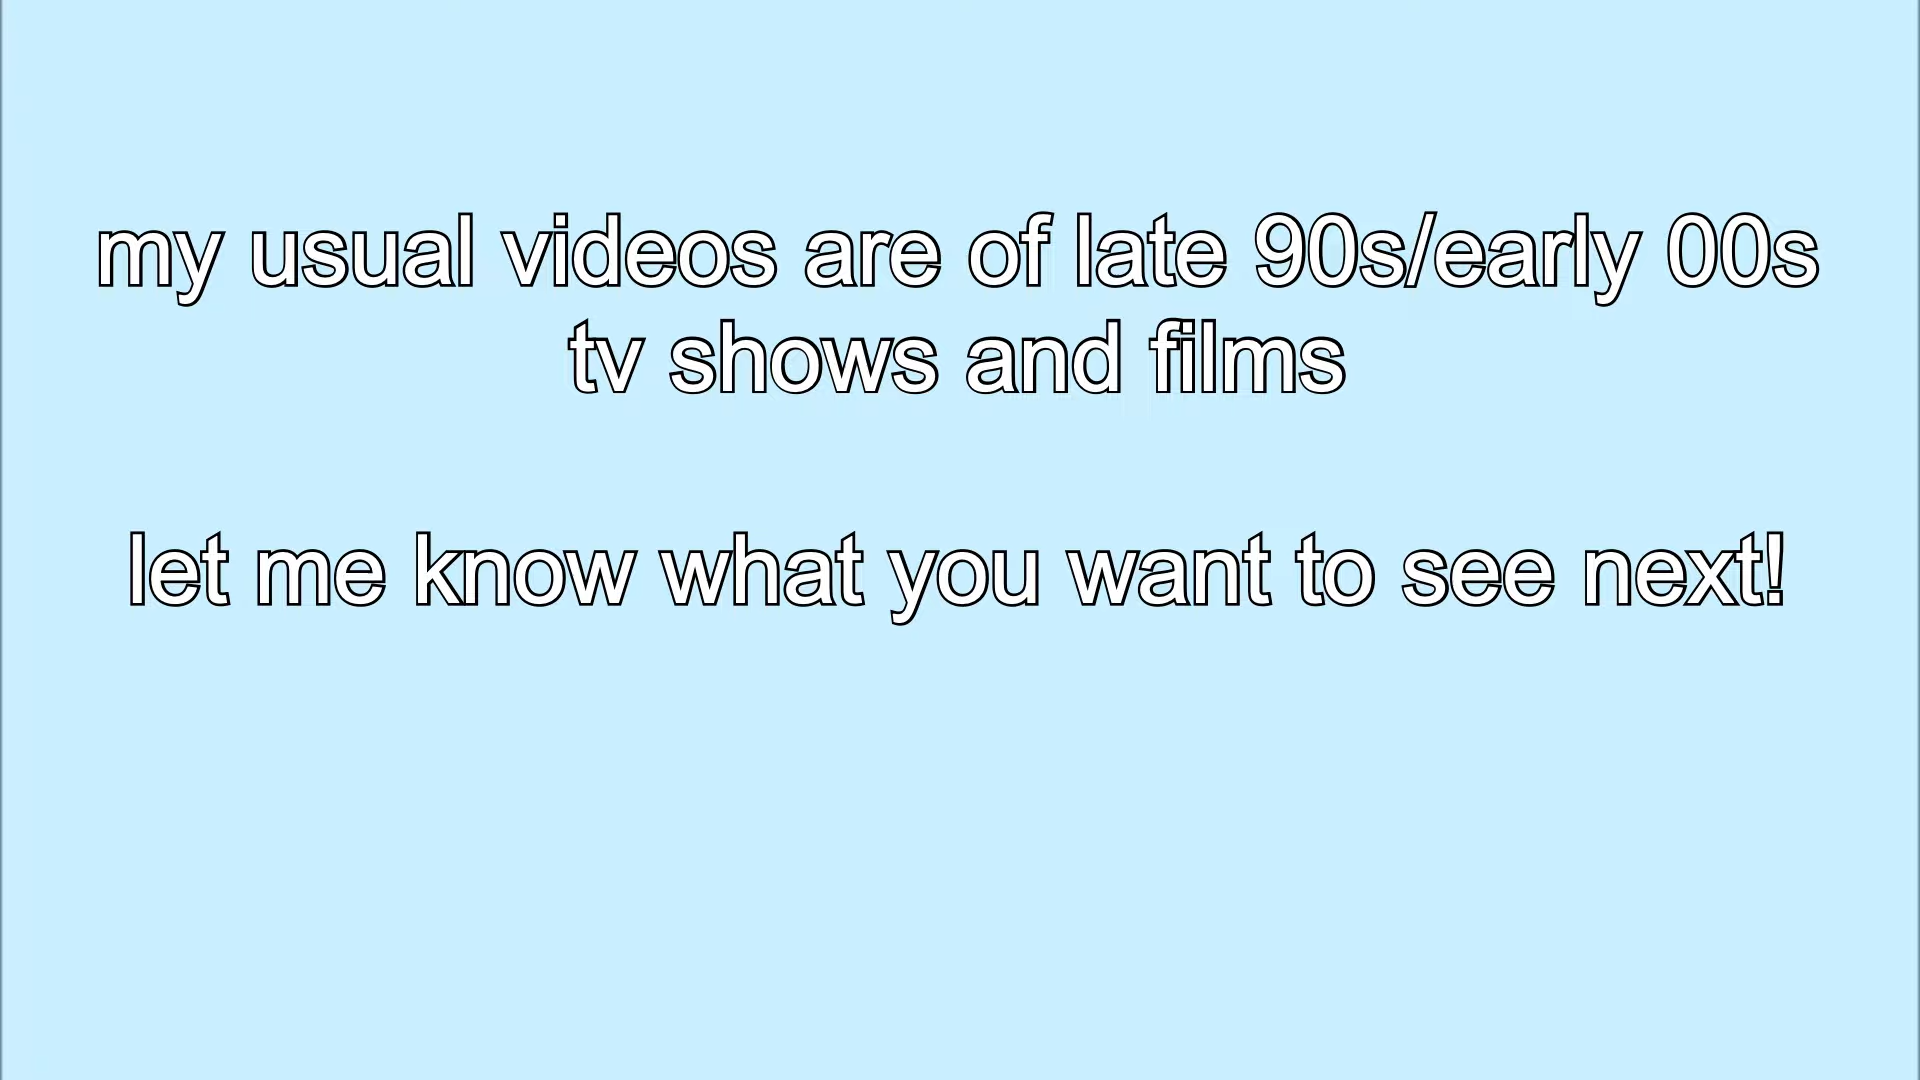 my usual videos are of late 90s/early 00s
tv shows and films
let me know what you want to see next!